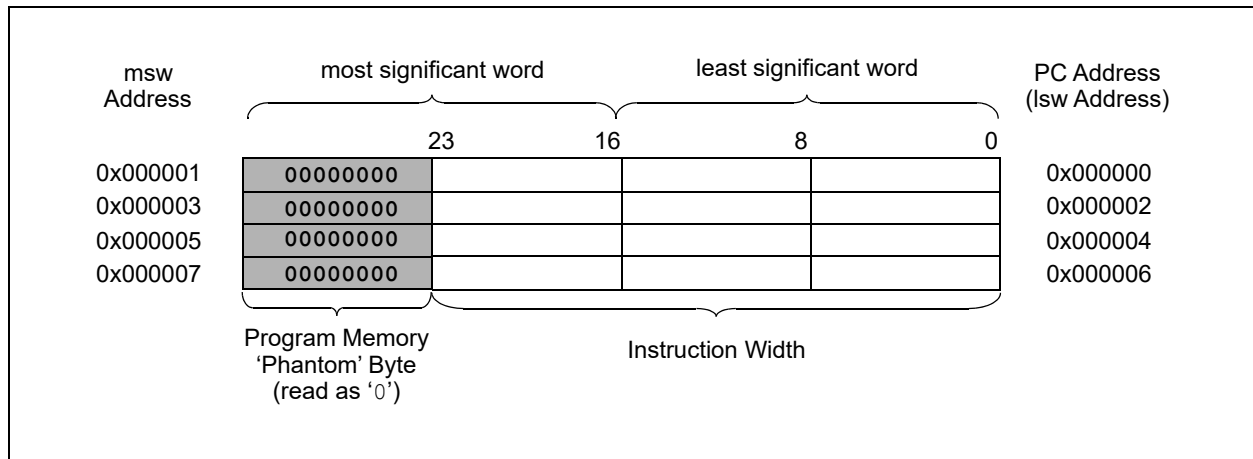 msw
Address
most significant word
least significant word
PC Address
(lsw Address)
23 16 8 0
0x000001 00000000 0x000000
0x000003 00000000 0x000002
0x000005 00000000 0x000004
0x000007 00000000 0x000006
Program Memory
‘Phantom’ Byte
(read as ‘0’)
Instruction Width